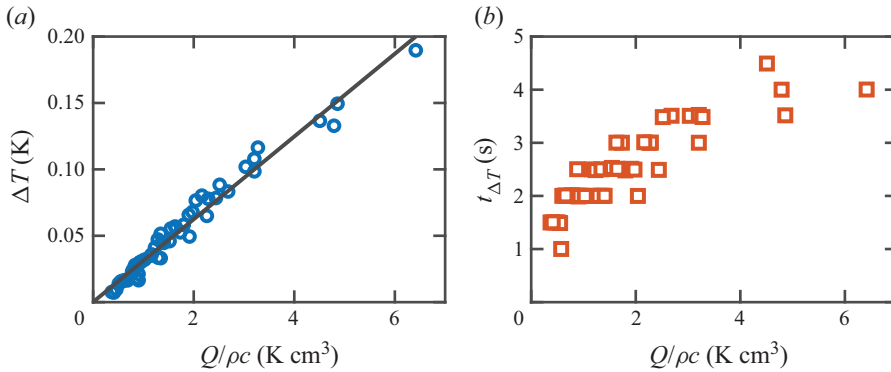 (a)
0.20
0.15
0.10
0.05
0
0 2 4 6
ΔT (K)
Q/ρc (K cm³)
(b)
5
4
3
2
1
0
2 4 6
t_ΔT (s)
Q/ρc (K cm³)